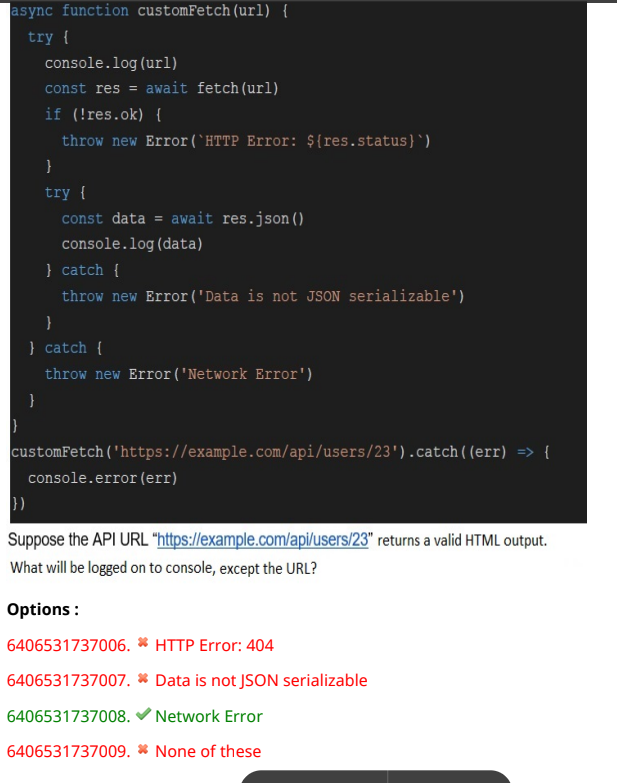 async function customFetch(url) {
try {
console.log(url)
const res = await fetch(url)
if (!res.ok) {
throw new Error(`HTTP Error: ${res.status}`)
}
try {
const data = await res.json()
console.log(data)
} catch {
throw new Error('Data is not JSON serializable')
}
} catch {
throw new Error('Network Error')
}
}
customFetch('https://example.com/api/users/23').catch((err) => {
console.error(err)
})
Suppose the API URL “https://example.com/api/users/23” returns a valid HTML output.
What will be logged on to console, except the URL?
Options :
6406531737006. ✖ HTTP Error: 404
6406531737007. ✖ Data is not JSON serializable
6406531737008. ✔ Network Error
6406531737009. ✖ None of these